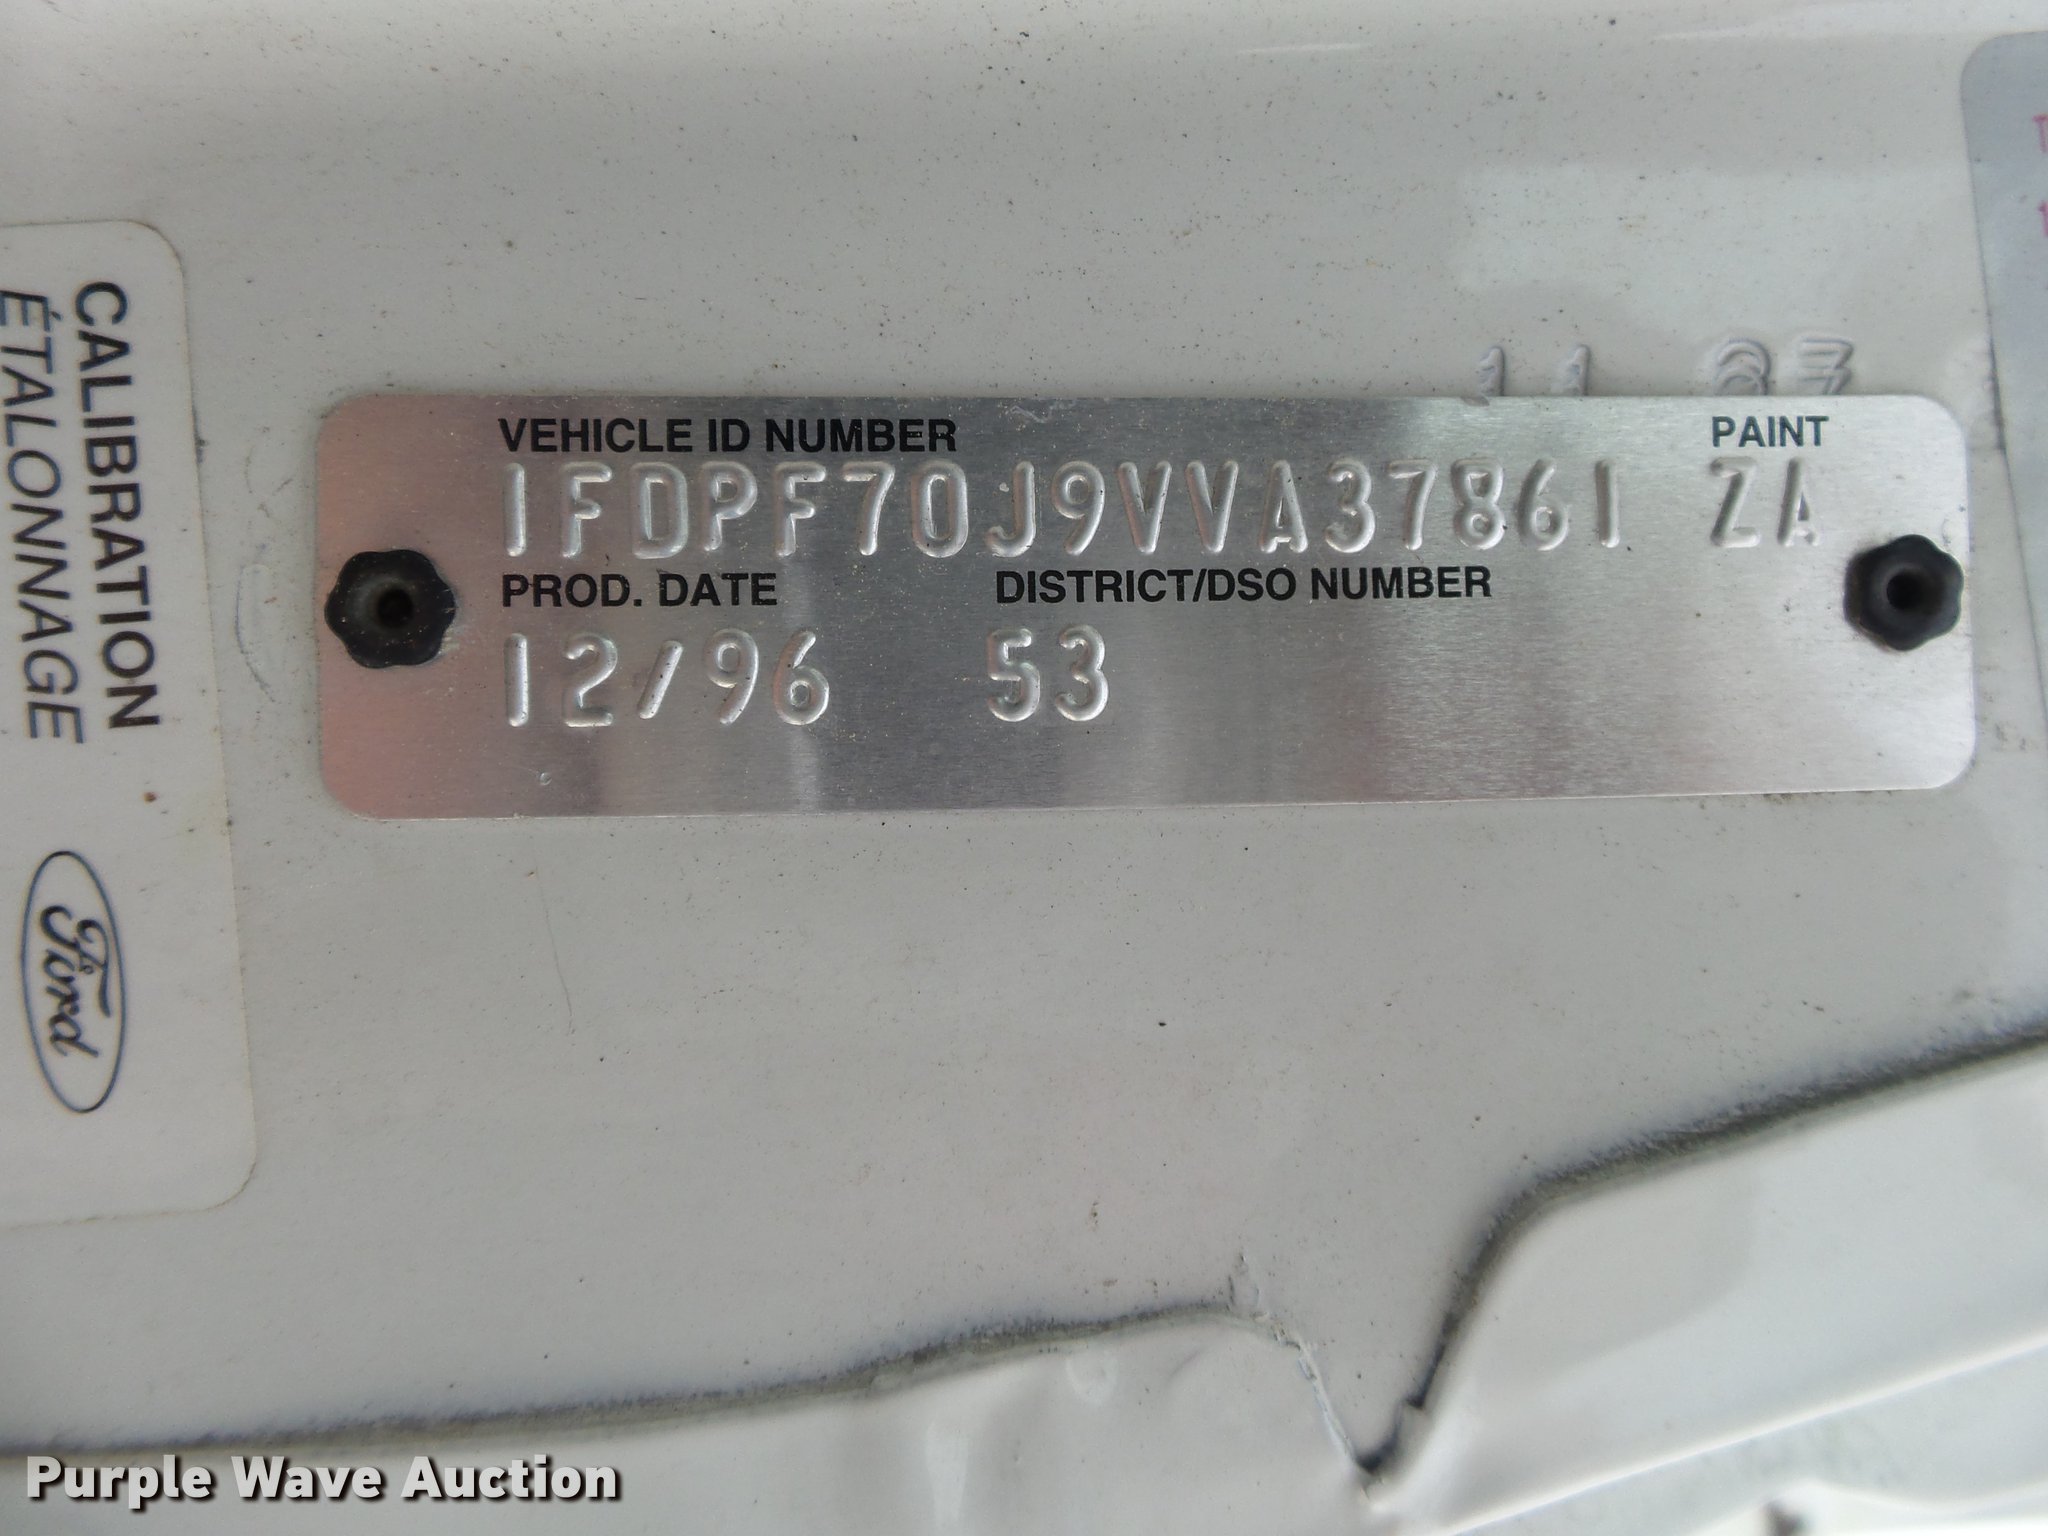 VEHICLE ID NUMBER PAINT
1FDPF70J9VVA37861 ZA
PROD. DATE DISTRICT/DSO NUMBER
12/96 53
CALIBRATION
ÉTALONNAGE
Ford
Purple Wave Auction